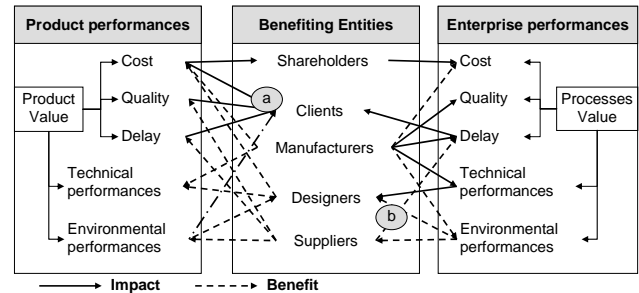 Product performances
Benefiting Entities
Enterprise performances
Product
Value
Cost
Quality
Delay
Technical
performances
Environmental
performances
a
Shareholders
Clients
Manufacturers
Designers
b
Suppliers
Cost
Quality
Delay
Technical
performances
Environmental
performances
Processes
Value
Impact
Benefit